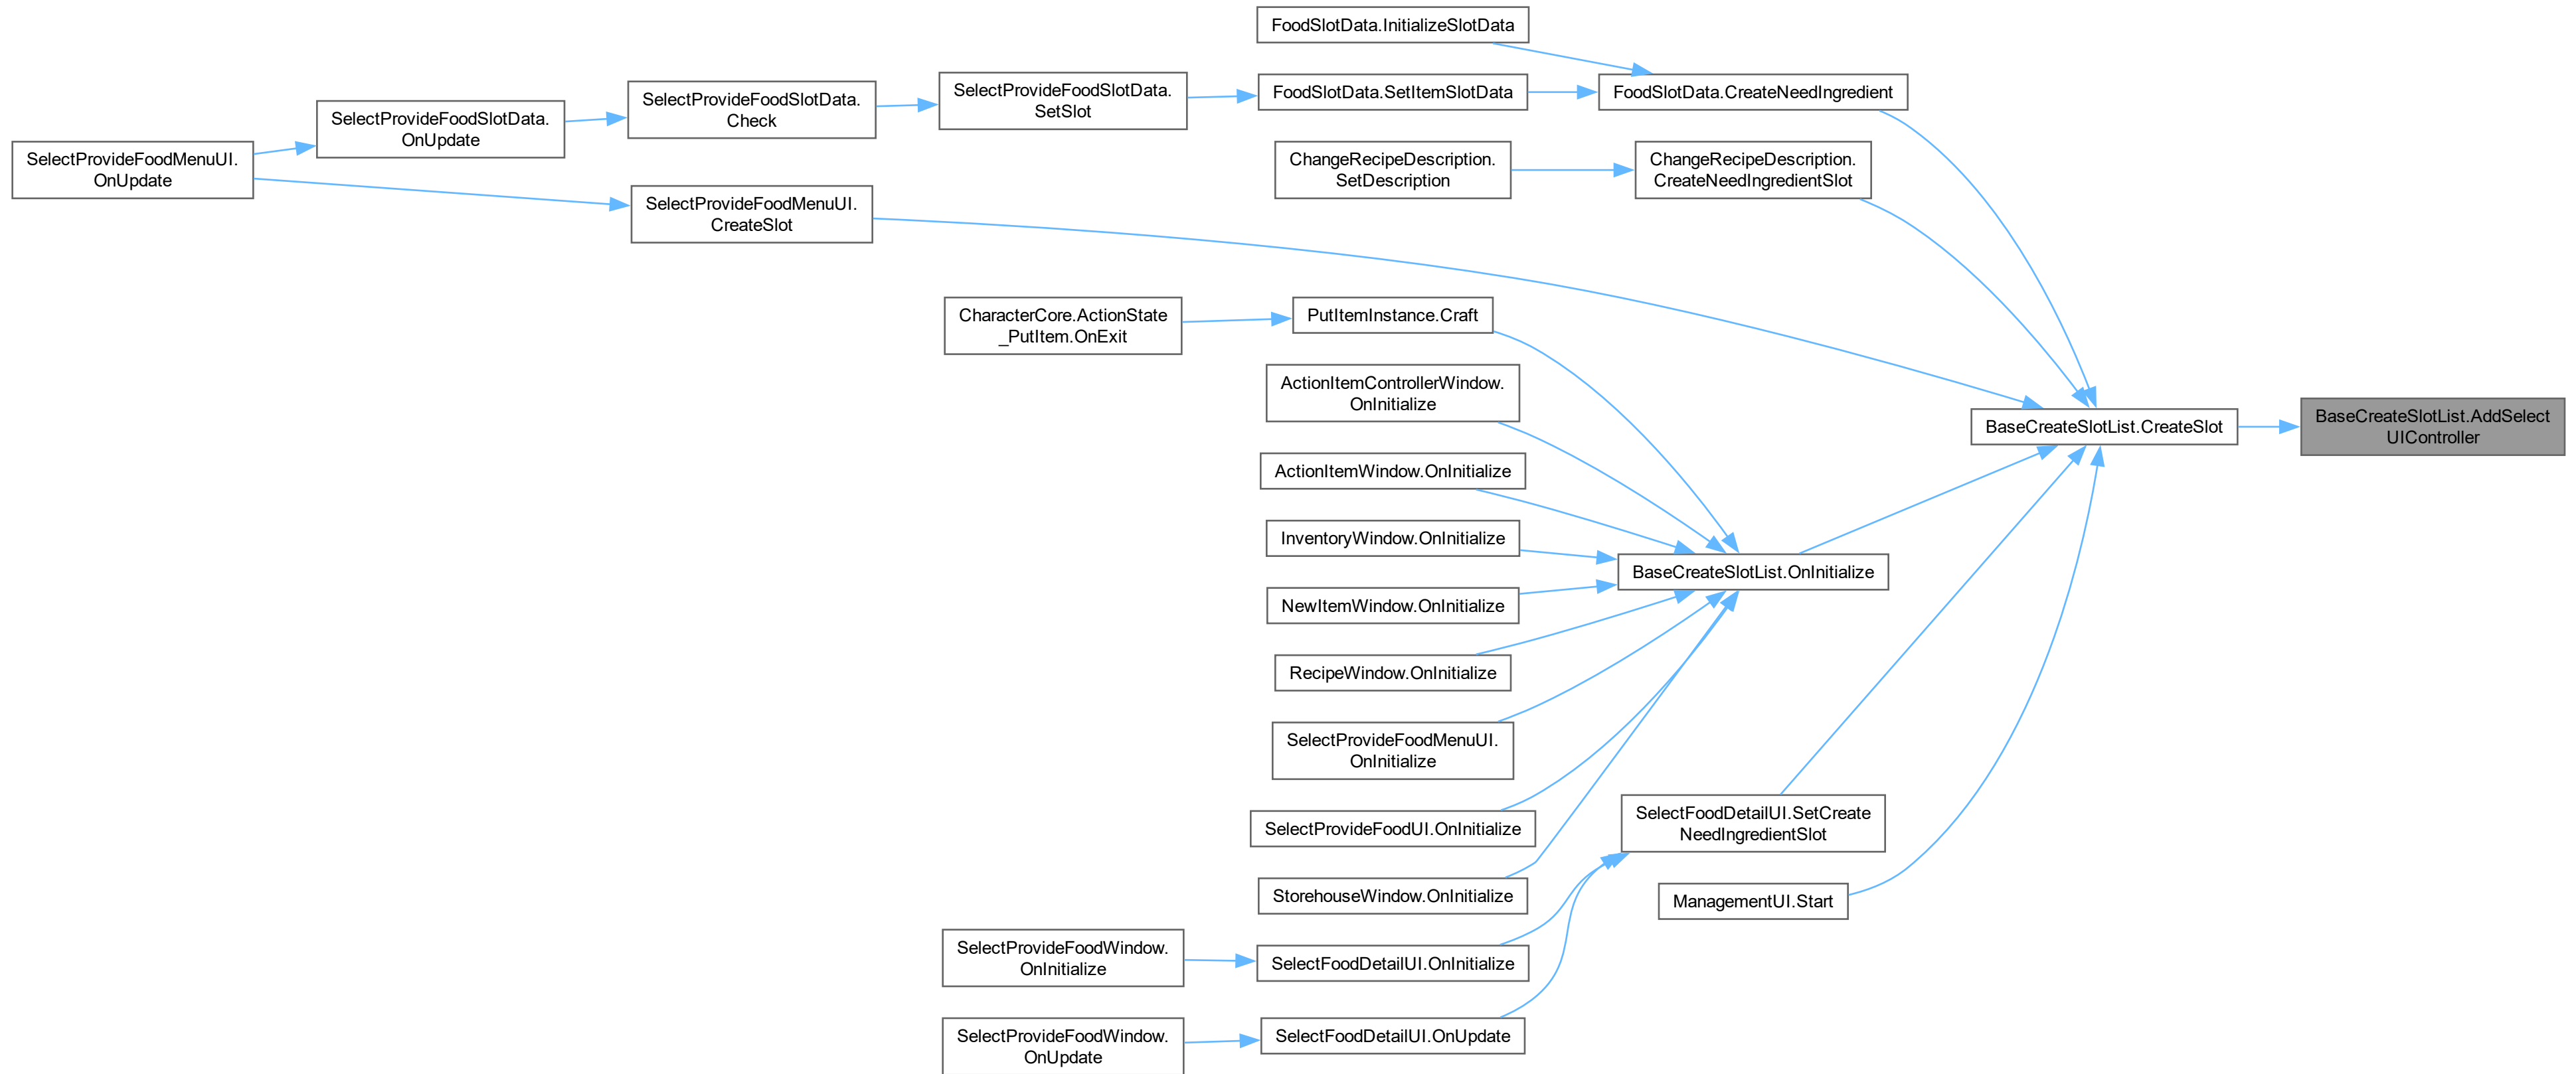 FoodSlotData.InitializeSlotData
SelectProvideFoodSlotData.
Check
SelectProvideFoodSlotData.
SetSlot
FoodSlotData.SetItemSlotData
FoodSlotData.CreateNeedIngredient
SelectProvideFoodSlotData.
OnUpdate
SelectProvideFoodMenuUI.
OnUpdate
ChangeRecipeDescription.
SetDescription
ChangeRecipeDescription.
CreateNeedIngredientSlot
SelectProvideFoodMenuUI.
CreateSlot
CharacterCore.ActionState
_PutItem.OnExit
PutItemInstance.Craft
ActionItemControllerWindow.
OnInitialize
BaseCreateSlotList.CreateSlot
BaseCreateSlotList.AddSelect
UIController
ActionItemWindow.OnInitialize
InventoryWindow.OnInitialize
BaseCreateSlotList.OnInitialize
NewItemWindow.OnInitialize
RecipeWindow.OnInitialize
SelectProvideFoodMenuUI.
OnInitialize
SelectProvideFoodUI.OnInitialize
SelectFoodDetailUI.SetCreate
NeedIngredientSlot
StorehouseWindow.OnInitialize
ManagementUI.Start
SelectProvideFoodWindow.
OnInitialize
SelectFoodDetailUI.OnInitialize
SelectProvideFoodWindow.
OnUpdate
SelectFoodDetailUI.OnUpdate